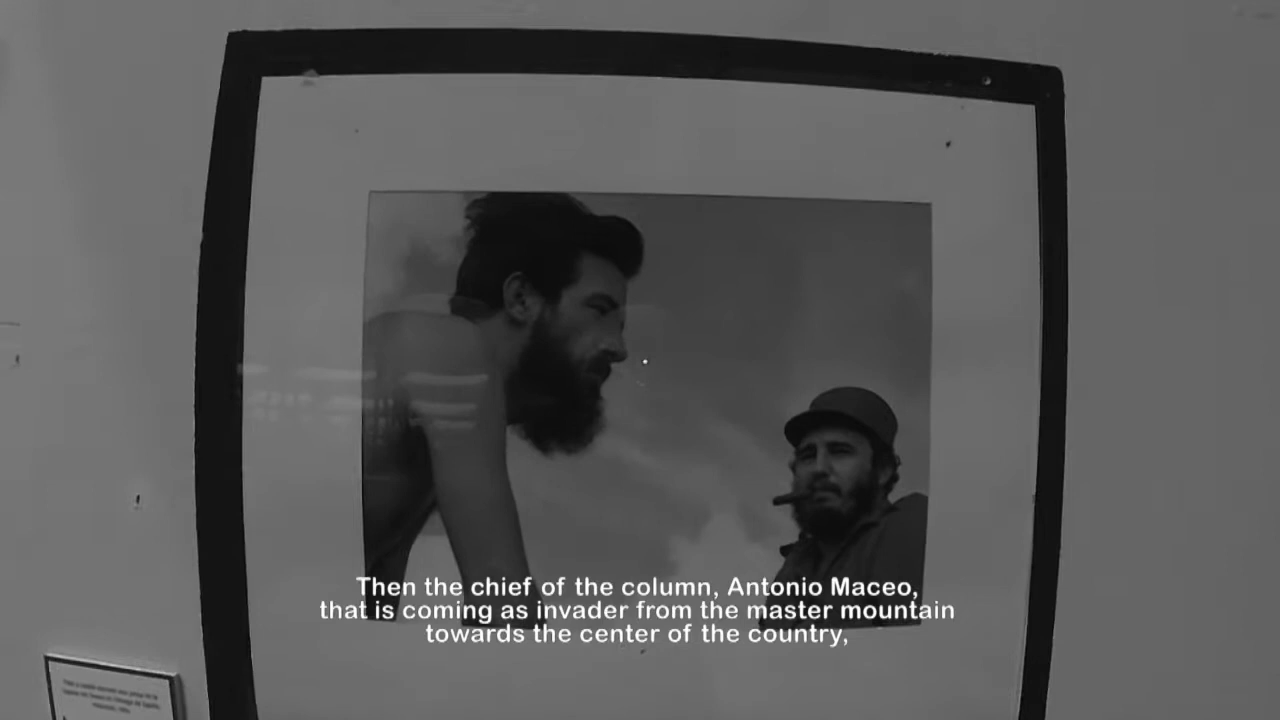 Then the chief of the column, Antonio Maceo,
that is coming as invader from the master mountain
towards the center of the country,